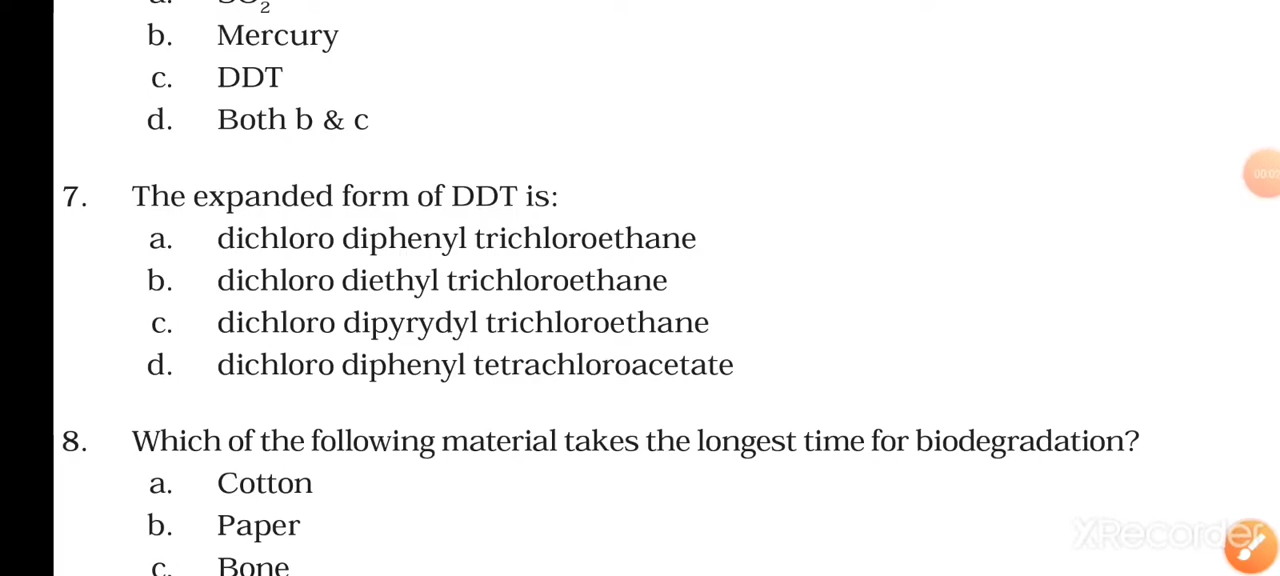 a. SO₂
b. Mercury
c. DDT
d. Both b & c
7. The expanded form of DDT is:
a. dichloro diphenyl trichloroethane
b. dichloro diethyl trichloroethane
c. dichloro dipyrydyl trichloroethane
d. dichloro diphenyl tetrachloroacetate
8. Which of the following material takes the longest time for biodegradation?
a. Cotton
b. Paper
c. Bone
XRecorder